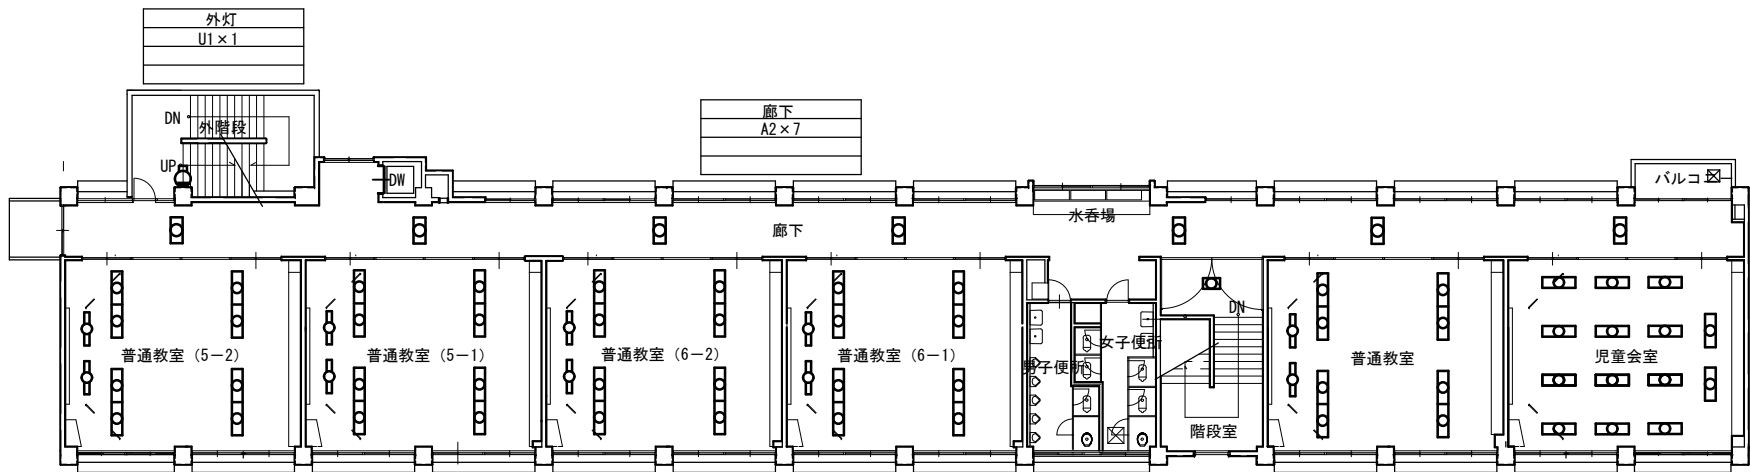 外灯
U1×1
廊下
A2×7
DN
外階段
UP
DW
バルコニ
水呑場
廊下
DN
普通教室（5－2）
普通教室（5－1）
普通教室（6－2）
普通教室（6－1）
女子便所
男子便所
普通教室
児童会室
階段室